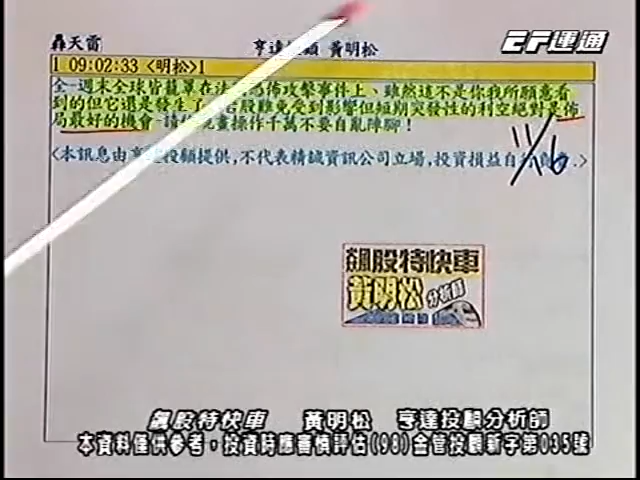 轟天雷
亨達投顧 黃明松
ET運通
1 09:02:33 <明松>1
全一週末全球皆籠罩在法國恐怖攻擊事件上、雖然這不是你我所願意看
到的但它還是發生了 台股難免受到影響但短期突發性的利空絕對是佈
局最好的機會 請依規畫操作千萬不要自亂陣腳!
<本訊息由亨達投顧提供,不代表精誠資訊公司立場,投資損益自行負責.>
11/16
飆股特快車
黃明松 分析師
飆股特快車 黃明松 亨達投顧分析師
本資料僅供參考，投資時應審慎評估(98)金管投顧新字第035號